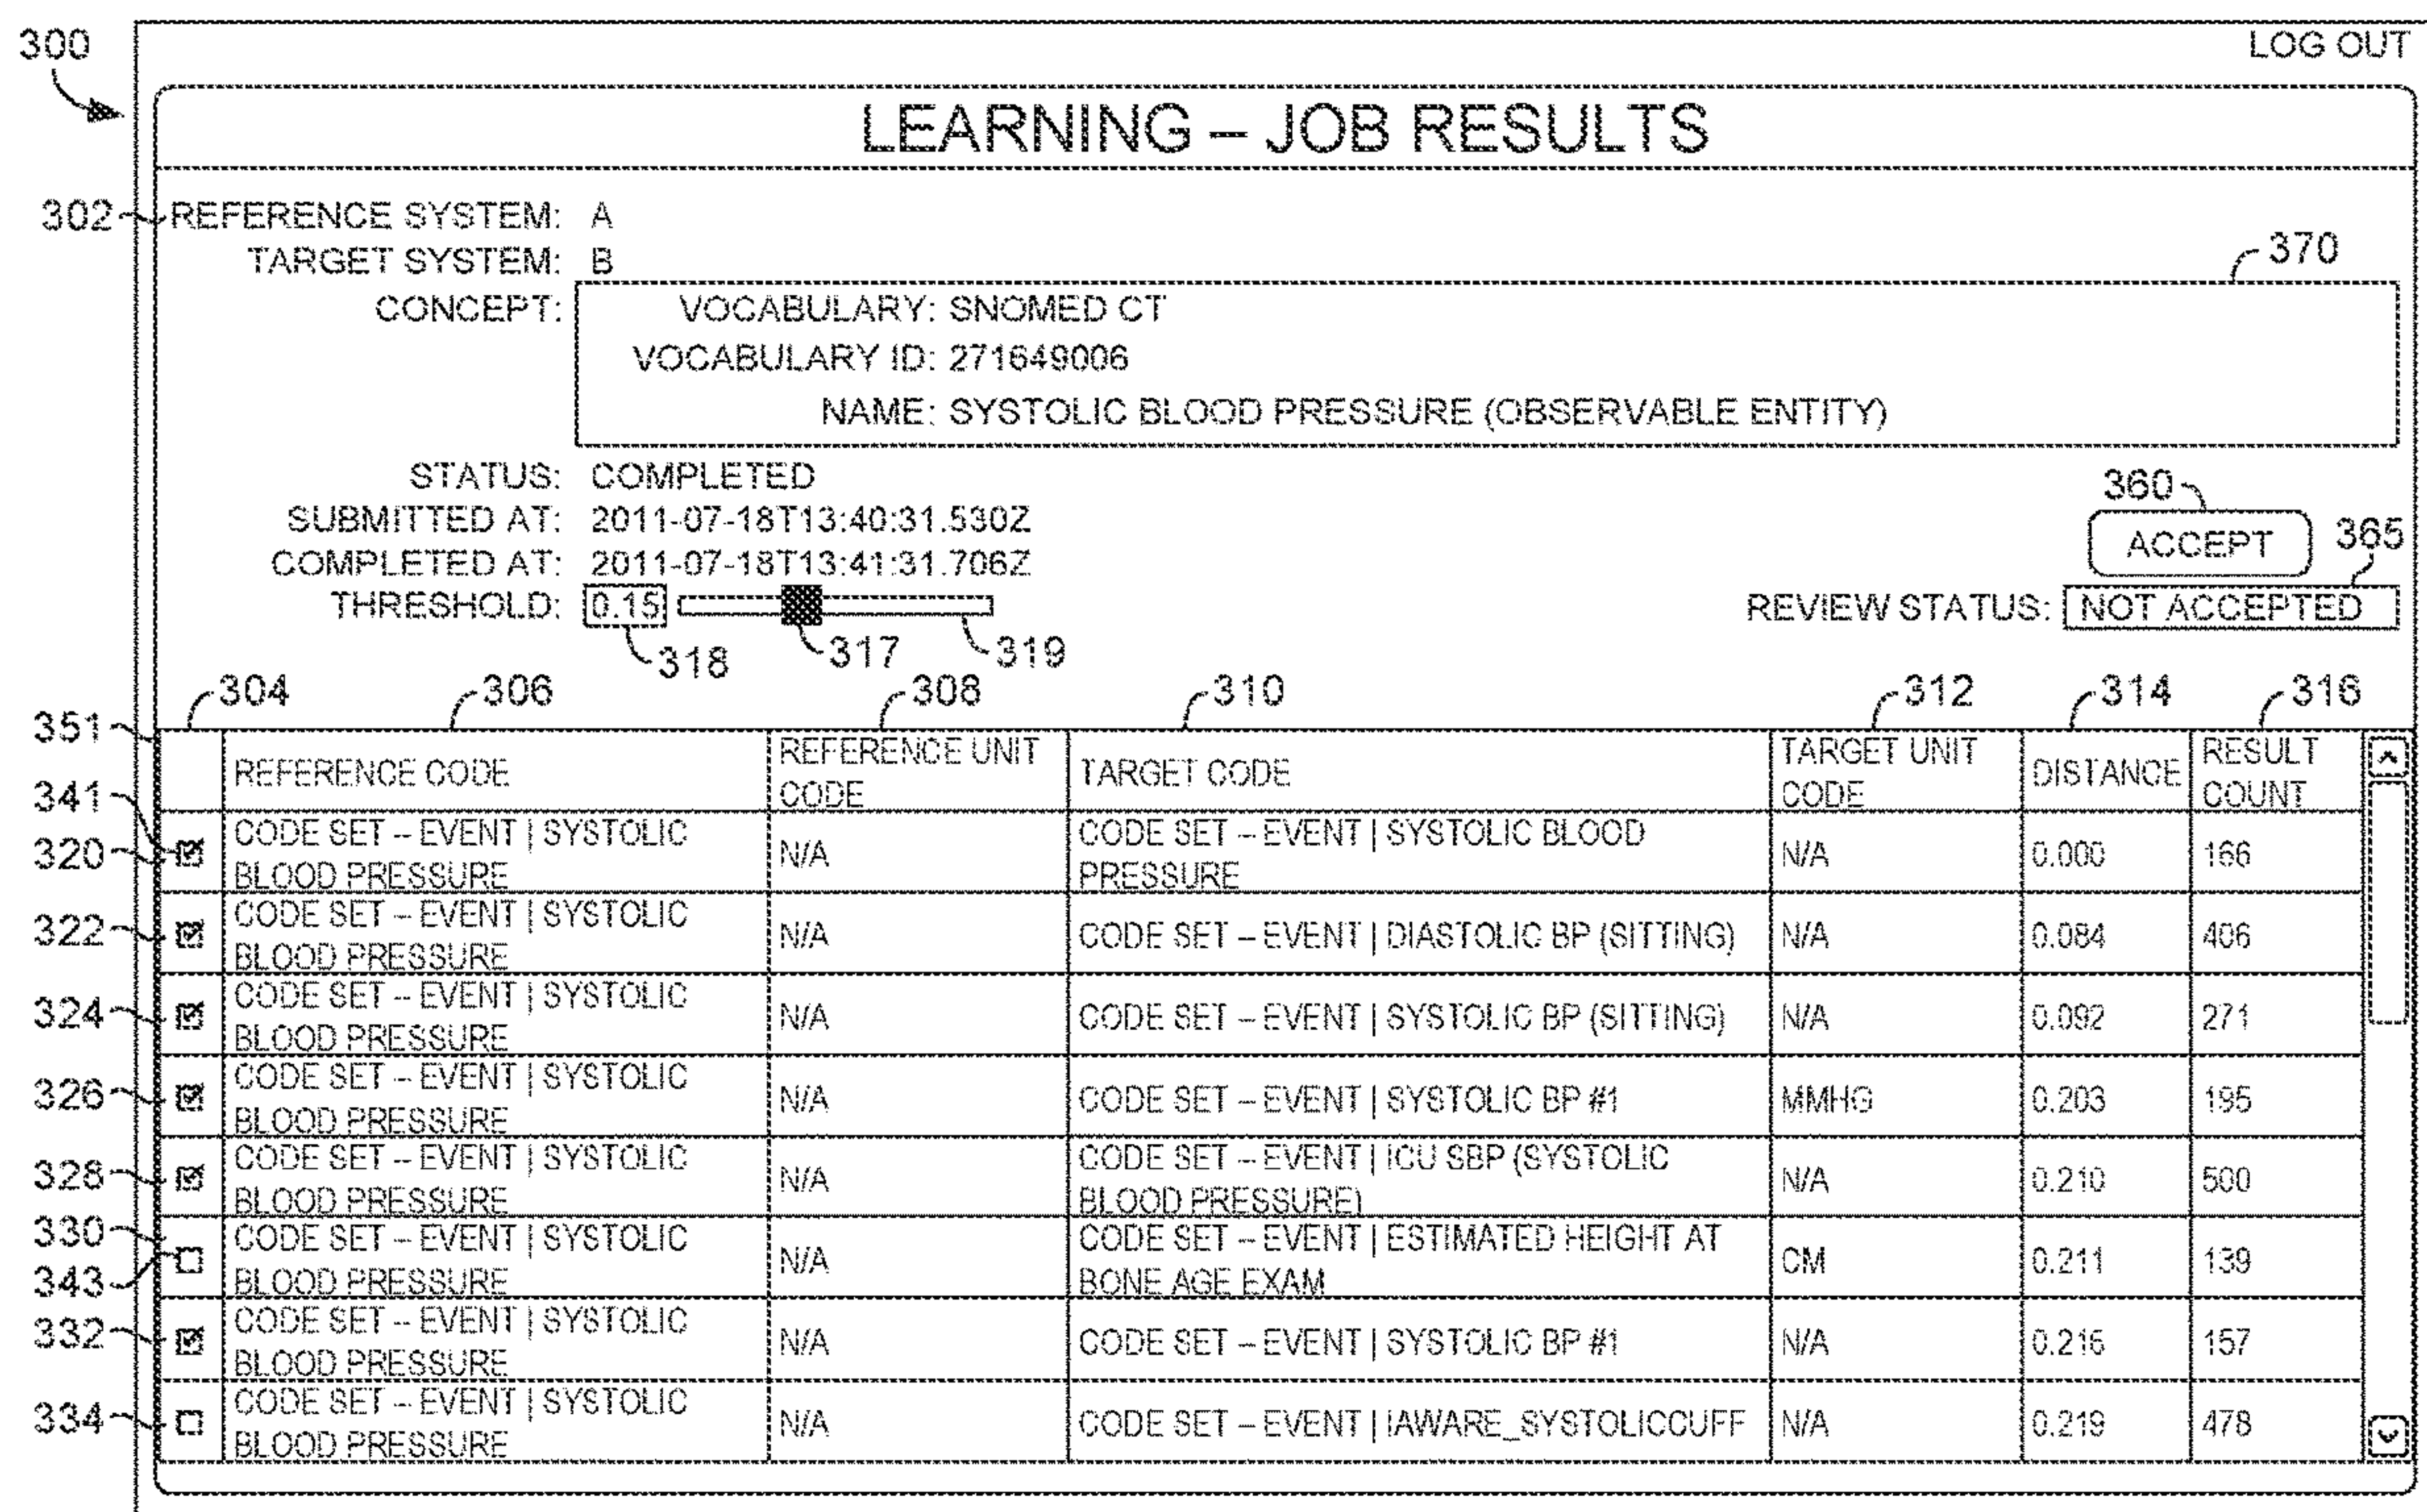 300
LOG OUT
LEARNING – JOB RESULTS
302
REFERENCE SYSTEM: A
TARGET SYSTEM: B
370
CONCEPT:
VOCABULARY: SNOMED CT
VOCABULARY ID: 271649006
NAME: SYSTOLIC BLOOD PRESSURE (OBSERVABLE ENTITY)
STATUS: COMPLETED
SUBMITTED AT: 2011-07-18T13:40:31.530Z
COMPLETED AT: 2011-07-18T13:41:31.706Z
THRESHOLD: 0.15
360
ACCEPT
365
REVIEW STATUS: NOT ACCEPTED
318 317 319
304 306 308 310 312 314 316
351
REFERENCE CODE
REFERENCE UNIT
CODE
TARGET CODE
TARGET UNIT
CODE
DISTANCE
RESULT
COUNT
341
320
CODE SET – EVENT | SYSTOLIC
BLOOD PRESSURE
N/A
CODE SET – EVENT | SYSTOLIC BLOOD
PRESSURE
N/A
0.000
166
322
CODE SET – EVENT | SYSTOLIC
BLOOD PRESSURE
N/A
CODE SET – EVENT | DIASTOLIC BP (SITTING)
N/A
0.084
406
324
CODE SET – EVENT | SYSTOLIC
BLOOD PRESSURE
N/A
CODE SET – EVENT | SYSTOLIC BP (SITTING)
N/A
0.092
271
326
CODE SET – EVENT | SYSTOLIC
BLOOD PRESSURE
N/A
CODE SET – EVENT | SYSTOLIC BP #1
MMHG
0.203
195
328
CODE SET – EVENT | SYSTOLIC
BLOOD PRESSURE
N/A
CODE SET – EVENT | ICU SBP (SYSTOLIC
BLOOD PRESSURE)
N/A
0.210
500
330
343
CODE SET – EVENT | SYSTOLIC
BLOOD PRESSURE
N/A
CODE SET – EVENT | ESTIMATED HEIGHT AT
BONE AGE EXAM
CM
0.211
139
332
CODE SET – EVENT | SYSTOLIC
BLOOD PRESSURE
N/A
CODE SET – EVENT | SYSTOLIC BP #1
N/A
0.216
157
334
CODE SET – EVENT | SYSTOLIC
BLOOD PRESSURE
N/A
CODE SET – EVENT | IAWARE_SYSTOLICCUFF
N/A
0.219
478